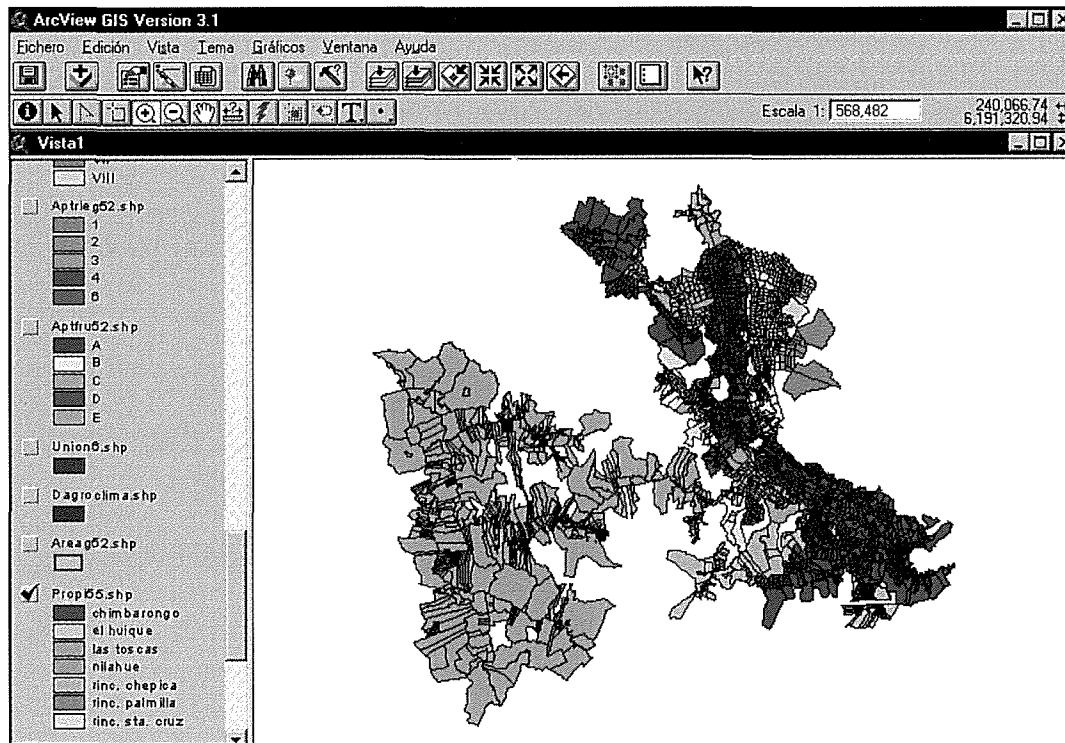 ArcView GIS Version 3.1
Fichero Edición Vista Tema Gráficos Ventana Ayuda
Escala 1: 568,482
240,066.74
6,191,320.94
Vista1
VIII
Aptrieg52.shp
1
2
3
4
6
Aptfru52.shp
A
B
C
D
E
Union6.shp
Dagroclima.shp
Areag52.shp
Propi55.shp
chimbarongo
el huique
las toscas
nilahue
rinc. chepica
rinc. palmilla
rinc. sta. cruz